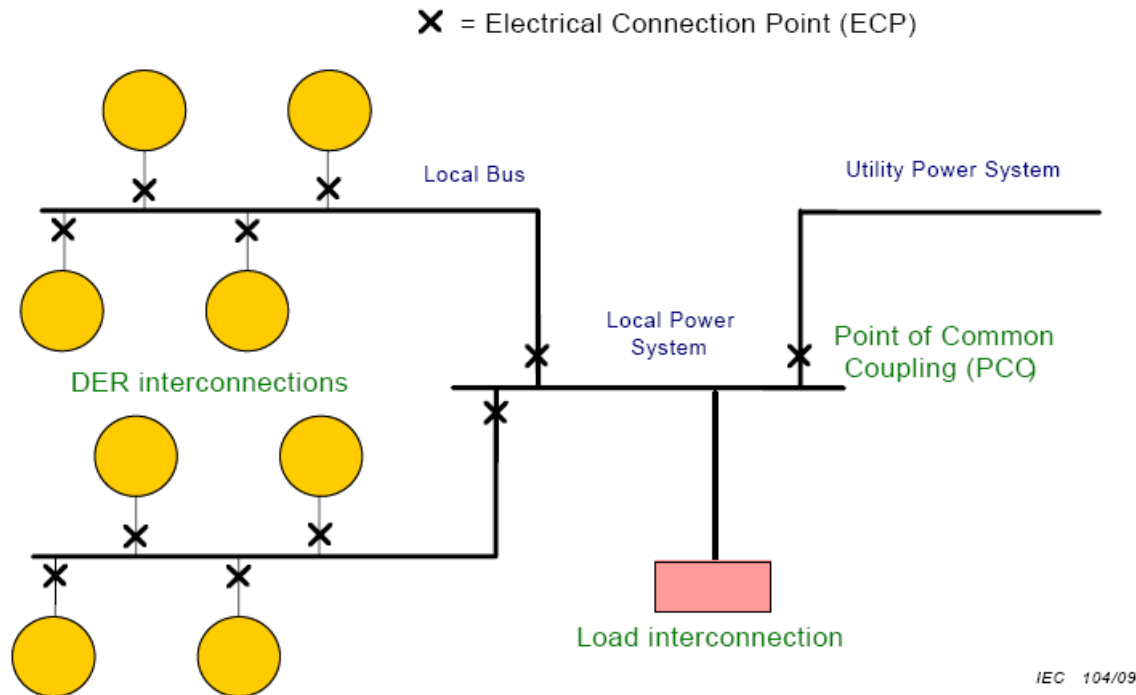 X = Electrical Connection Point (ECP)
Local Bus
Utility Power System
Local Power
System
Point of Common
Coupling (PCC)
DER interconnections
Load interconnection
IEC 104/09